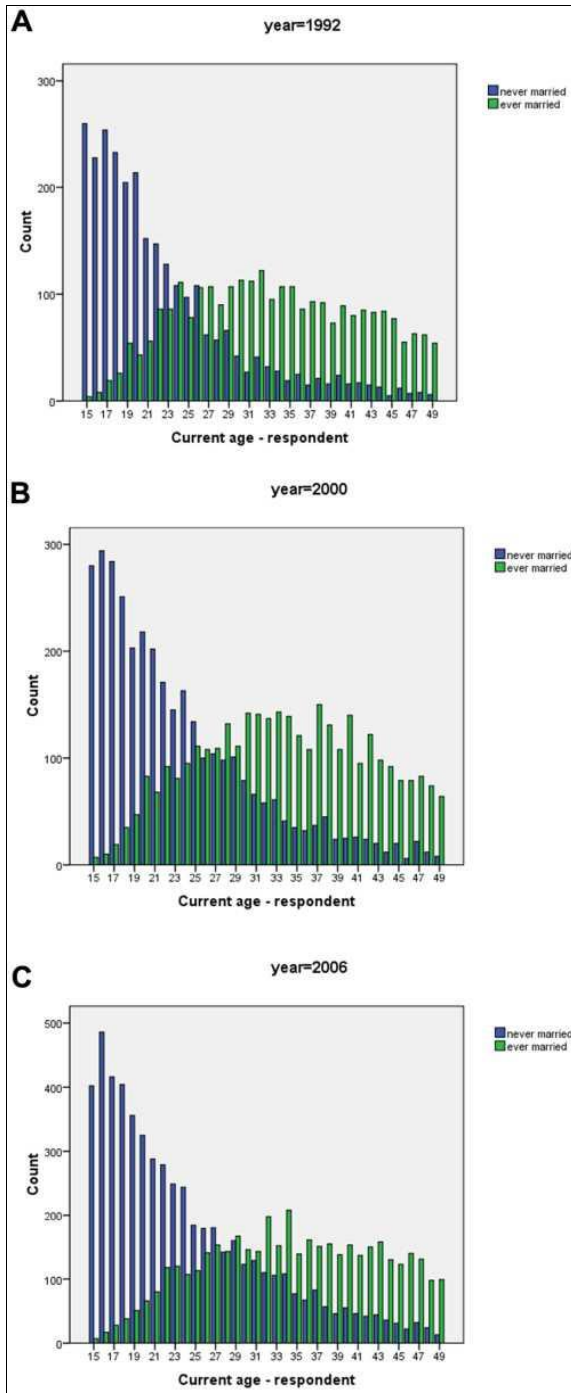 A
year=1992
never married
ever married
300
200
100
0
Count
15 17 19 21 23 25 27 29 31 33 35 37 39 41 43 45 47 49
Current age - respondent
B
year=2000
never married
ever married
300
200
100
0
Count
15 17 19 21 23 25 27 29 31 33 35 37 39 41 43 45 47 49
Current age - respondent
C
year=2006
never married
ever married
500
400
300
200
100
0
Count
15 17 19 21 23 25 27 29 31 33 35 37 39 41 43 45 47 49
Current age - respondent